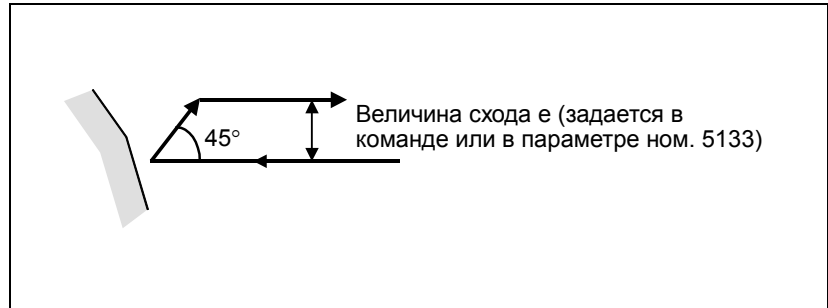 45°
Величина схода e (задается в
команде или в параметре ном. 5133)